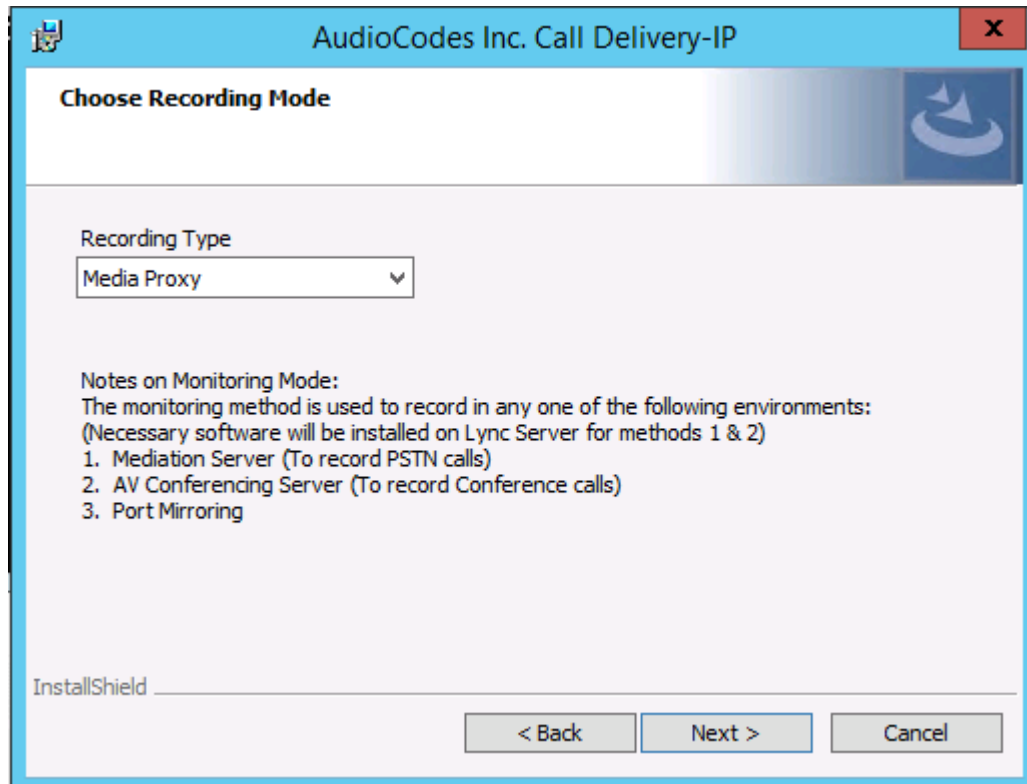 AudioCodes Inc. Call Delivery-IP
x
Choose Recording Mode
Recording Type
Media Proxy
Notes on Monitoring Mode:
The monitoring method is used to record in any one of the following environments:
(Necessary software will be installed on Lync Server for methods 1 & 2)
1. Mediation Server (To record PSTN calls)
2. AV Conferencing Server (To record Conference calls)
3. Port Mirroring
InstallShield
< Back
Next >
Cancel